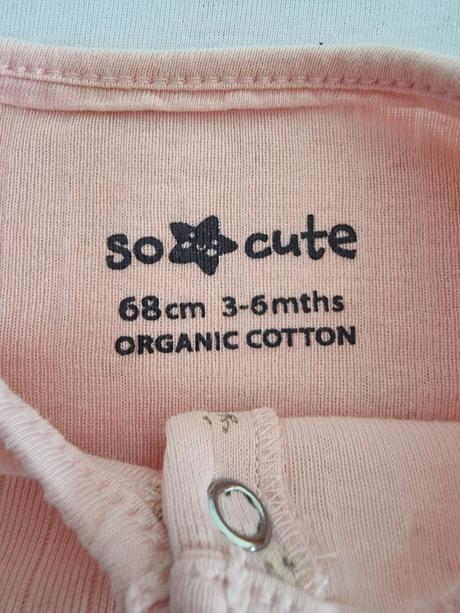 so cute
68cm 3-6mths
ORGANIC COTTON